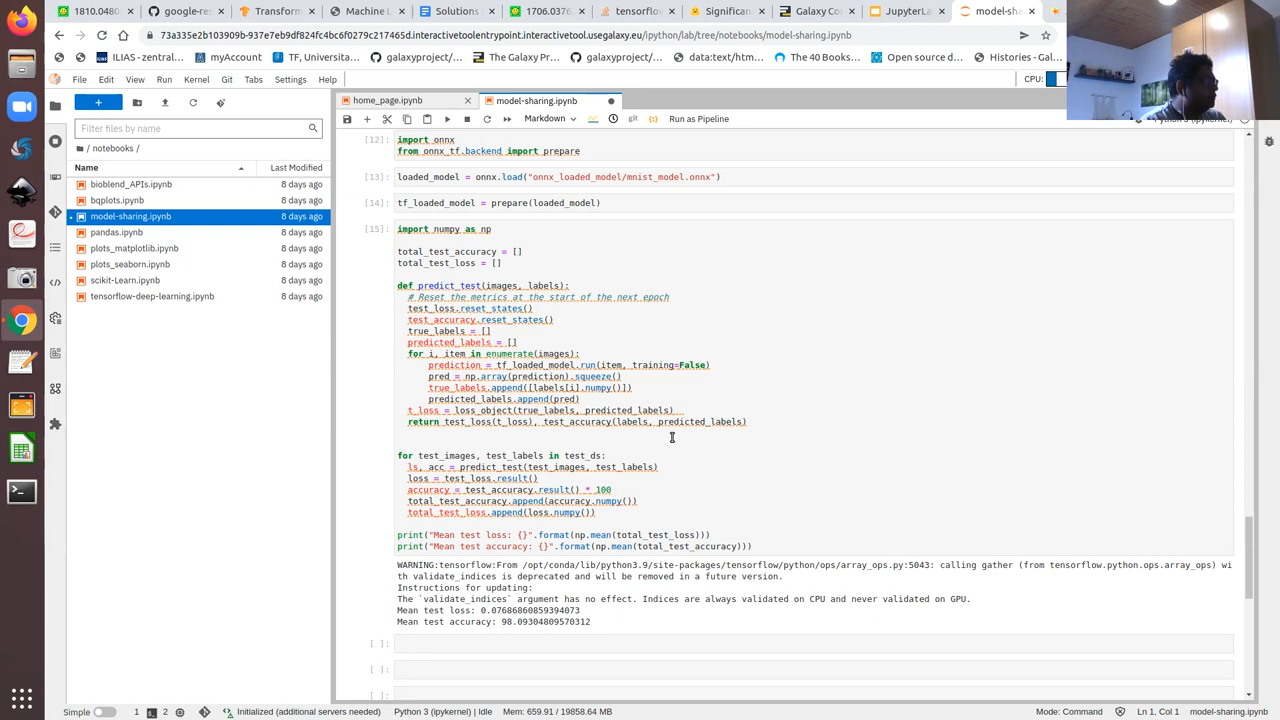 1810.0480
google-res
Transform
Machine L
Solutions
1706.0376
tensorflow
Significan
Galaxy Co
JupyterLa
model-sha
73a335e2b103909b-937e7eb9df824fc4bc6f0279c217465d.interactivetoolentrypoint.interactivetool.usegalaxy.eu/ipython/lab/tree/notebooks/model-sharing.ipynb
ILIAS - zentral...
myAccount
galaxyproject/...
The Galaxy Pr...
galaxyproject/...
data:text/htm...
The 40 Books...
Open source d...
Histories - Gal...
File Edit View Run Kernel Git Tabs Settings Help
CPU:
home_page.ipynb
model-sharing.ipynb
Markdown
git
Run as Pipeline
Python 3 (ipykernel)
Filter files by name
/ notebooks /
Name Last Modified
bioblend_APIs.ipynb 8 days ago
bqplots.ipynb 8 days ago
model-sharing.ipynb 8 days ago
pandas.ipynb 8 days ago
plots_matplotlib.ipynb 8 days ago
plots_seaborn.ipynb 8 days ago
scikit-Learn.ipynb 8 days ago
tensorflow-deep-learning.ipynb 8 days ago
[12]: import onnx
from onnx_tf.backend import prepare
[13]: loaded_model = onnx.load("onnx_loaded_model/mnist_model.onnx")
[14]: tf_loaded_model = prepare(loaded_model)
[15]: import numpy as np
total_test_accuracy = []
total_test_loss = []
def predict_test(images, labels):
# Reset the metrics at the start of the next epoch
test_loss.reset_states()
test_accuracy.reset_states()
true_labels = []
predicted_labels = []
for i, item in enumerate(images):
prediction = tf_loaded_model.run(item, training=False)
pred = np.array(prediction).squeeze()
true_labels.append([labels[i].numpy()])
predicted_labels.append(pred)
t_loss = loss_object(true_labels, predicted_labels)
return test_loss(t_loss), test_accuracy(labels, predicted_labels)
for test_images, test_labels in test_ds:
ls, acc = predict_test(test_images, test_labels)
loss = test_loss.result()
accuracy = test_accuracy.result() * 100
total_test_accuracy.append(accuracy.numpy())
total_test_loss.append(loss.numpy())
print("Mean test loss: {}".format(np.mean(total_test_loss)))
print("Mean test accuracy: {}".format(np.mean(total_test_accuracy)))
WARNING:tensorflow:From /opt/conda/lib/python3.9/site-packages/tensorflow/python/ops/array_ops.py:5043: calling gather (from tensorflow.python.ops.array_ops) wi
th validate_indices is deprecated and will be removed in a future version.
Instructions for updating:
The `validate_indices` argument has no effect. Indices are always validated on CPU and never validated on GPU.
Mean test loss: 0.07686860859394073
Mean test accuracy: 98.09304809570312
[ ]:
[ ]:
[ ]:
Simple 1 2 Initialized (additional servers needed) Python 3 (ipykernel) | Idle Mem: 659.91 / 19858.64 MB Mode: Command Ln 1, Col 1 model-sharing.ipynb